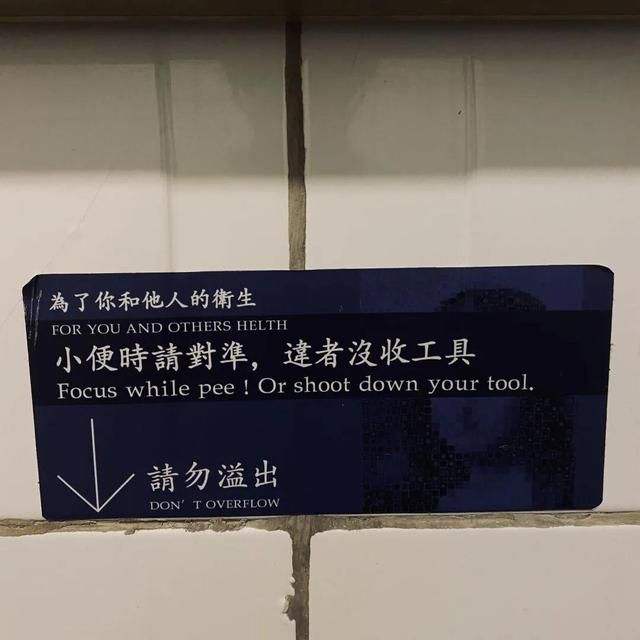 為了你和他人的衛生
FOR YOU AND OTHERS HELTH
小便時請對準，違者沒收工具
Focus while pee ! Or shoot down your tool.
請勿溢出
DON'T OVERFLOW